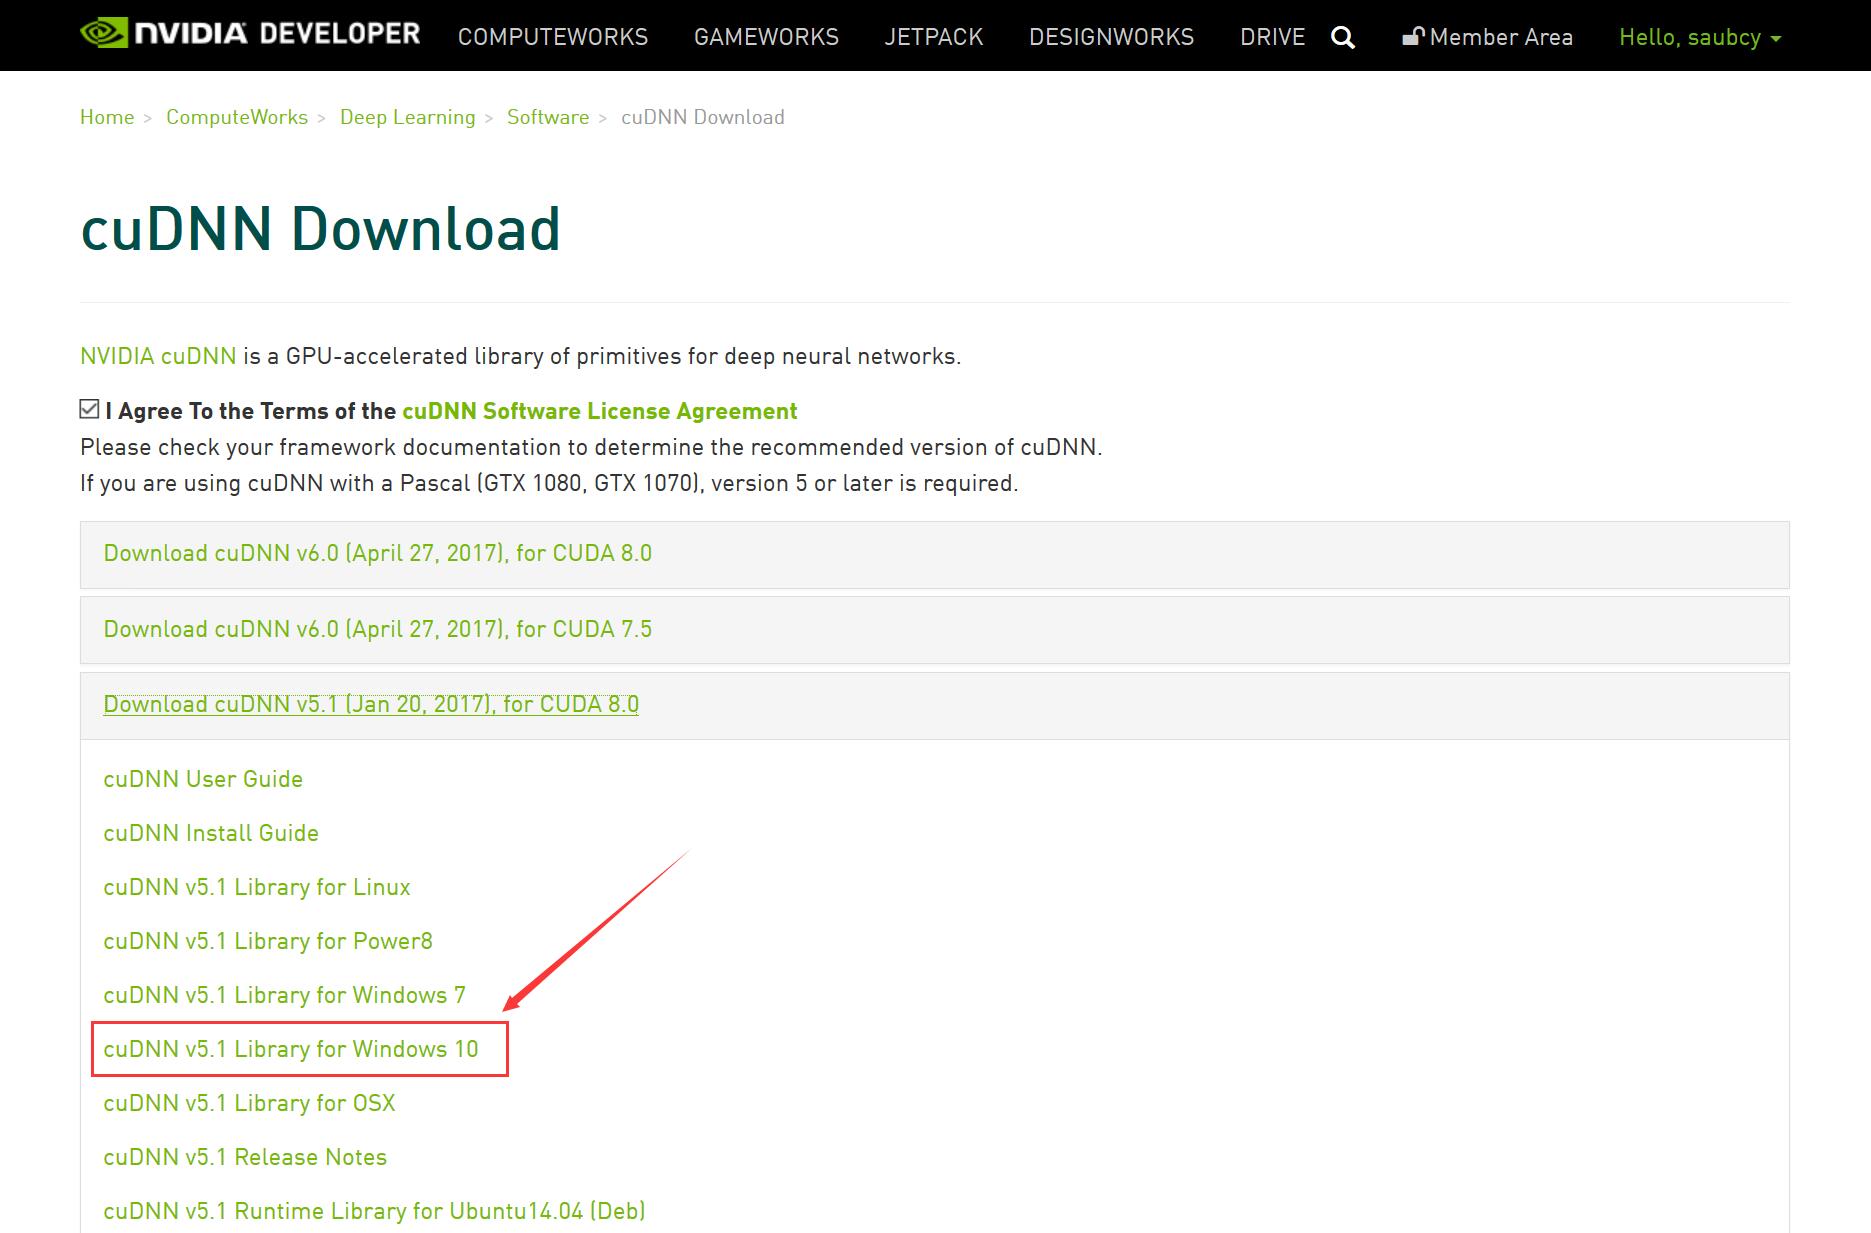 NVIDIA DEVELOPER COMPUTEWORKS GAMEWORKS JETPACK DESIGNWORKS DRIVE Member Area Hello, saubcy
Home > ComputeWorks > Deep Learning > Software > cuDNN Download
cuDNN Download
NVIDIA cuDNN is a GPU-accelerated library of primitives for deep neural networks.
I Agree To the Terms of the cuDNN Software License Agreement
Please check your framework documentation to determine the recommended version of cuDNN.
If you are using cuDNN with a Pascal (GTX 1080, GTX 1070), version 5 or later is required.
Download cuDNN v6.0 (April 27, 2017), for CUDA 8.0
Download cuDNN v6.0 (April 27, 2017), for CUDA 7.5
Download cuDNN v5.1 (Jan 20, 2017), for CUDA 8.0
cuDNN User Guide
cuDNN Install Guide
cuDNN v5.1 Library for Linux
cuDNN v5.1 Library for Power8
cuDNN v5.1 Library for Windows 7
cuDNN v5.1 Library for Windows 10
cuDNN v5.1 Library for OSX
cuDNN v5.1 Release Notes
cuDNN v5.1 Runtime Library for Ubuntu14.04 (Deb)